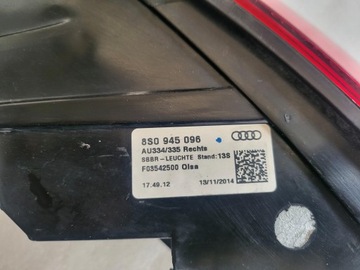 8S0 945 096
AU334/335 Rechts
SBBR-LEUCHTE Stand:13S
F03542500 Olsa
17.49.12 13/11/2014